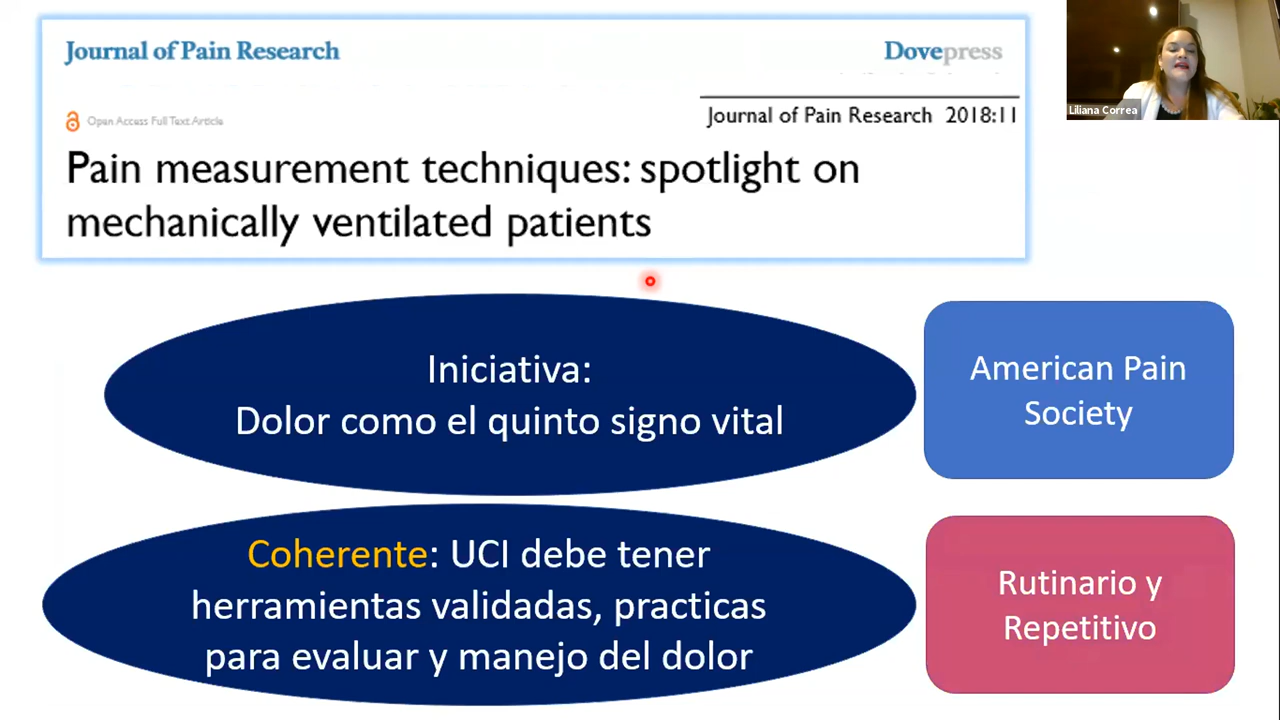 Journal of Pain Research
Dovepress
Journal of Pain Research 2018:11
Open Access Full Text Article
Pain measurement techniques: spotlight on
mechanically ventilated patients
Liliana Correa
Iniciativa:
Dolor como el quinto signo vital
American Pain
Society
Coherente: UCI debe tener
herramientas validadas, practicas
para evaluar y manejo del dolor
Rutinario y
Repetitivo